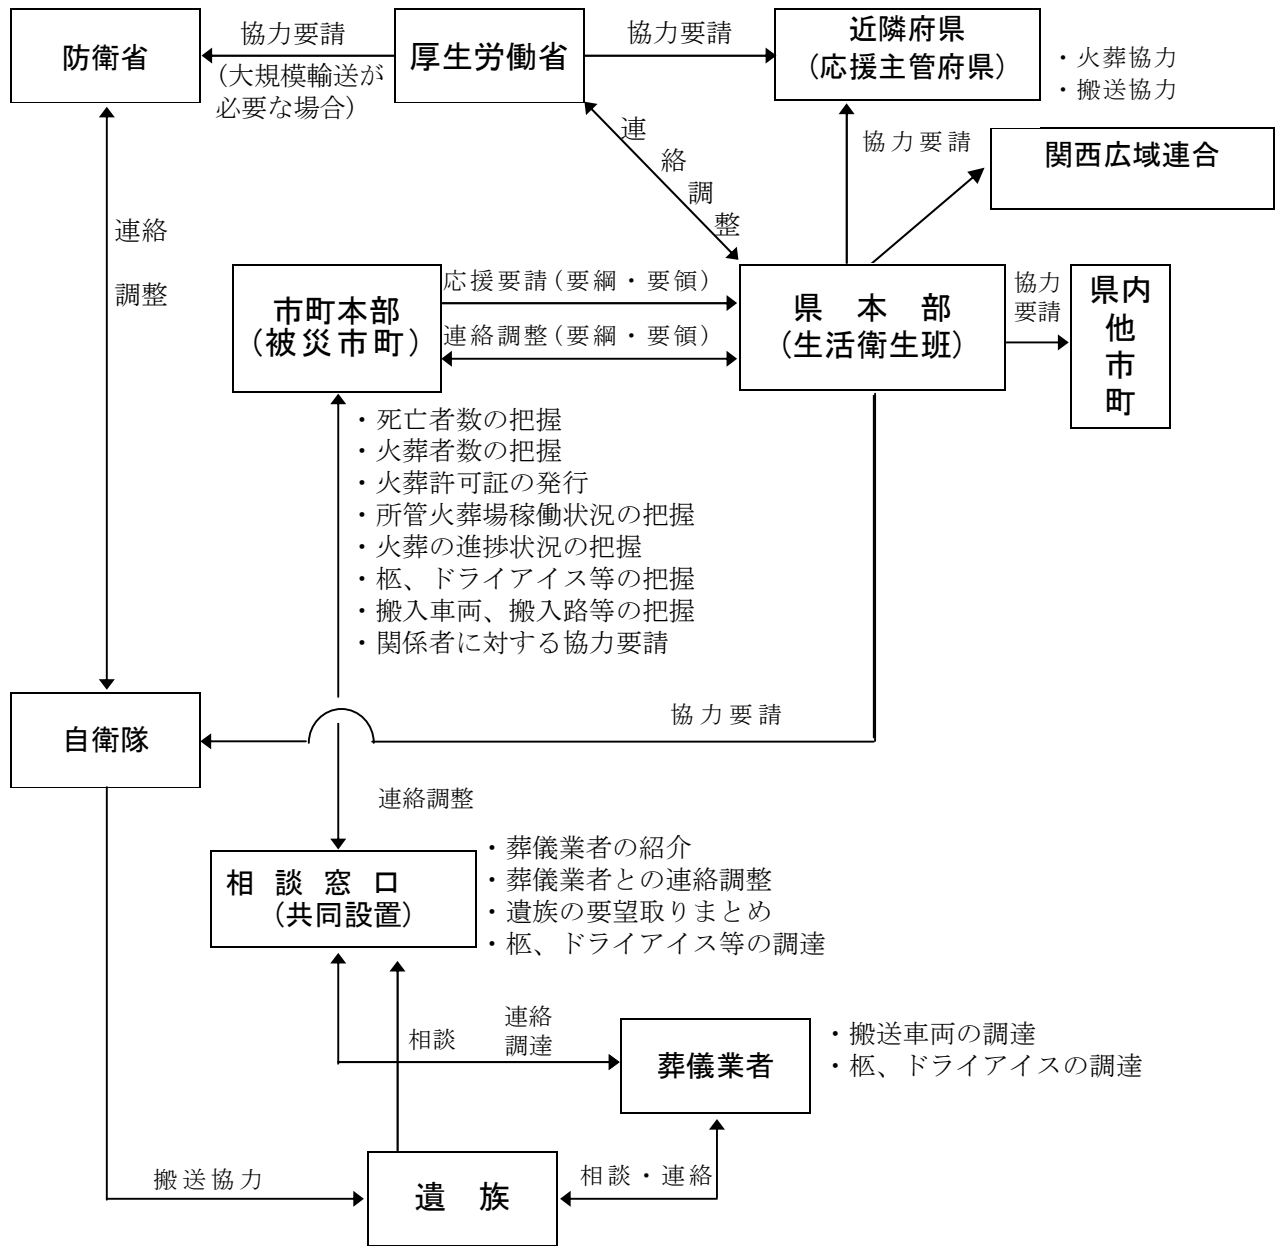 防衛省
協力要請
(大規模輸送が
必要な場合)
厚生労働省
協力要請
近隣府県
(応援主管府県)
・火葬協力
・搬送協力
連絡調整
協力要請
関西広域連合
連絡
調整
市町本部
(被災市町)
応援要請(要綱・要領)
連絡調整(要綱・要領)
県 本 部
(生活衛生班)
協力
要請
県内
他
市
町
・死亡者数の把握
・火葬者数の把握
・火葬許可証の発行
・所管火葬場稼働状況の把握
・火葬の進捗状況の把握
・柩、ドライアイス等の把握
・搬入車両、搬入路等の把握
・関係者に対する協力要請
自衛隊
協力要請
連絡調整
相 談 窓 口
(共同設置)
・葬儀業者の紹介
・葬儀業者との連絡調整
・遺族の要望取りまとめ
・柩、ドライアイス等の調達
相談
連絡
調達
葬儀業者
・搬送車両の調達
・柩、ドライアイスの調達
搬送協力
遺 族
相談・連絡